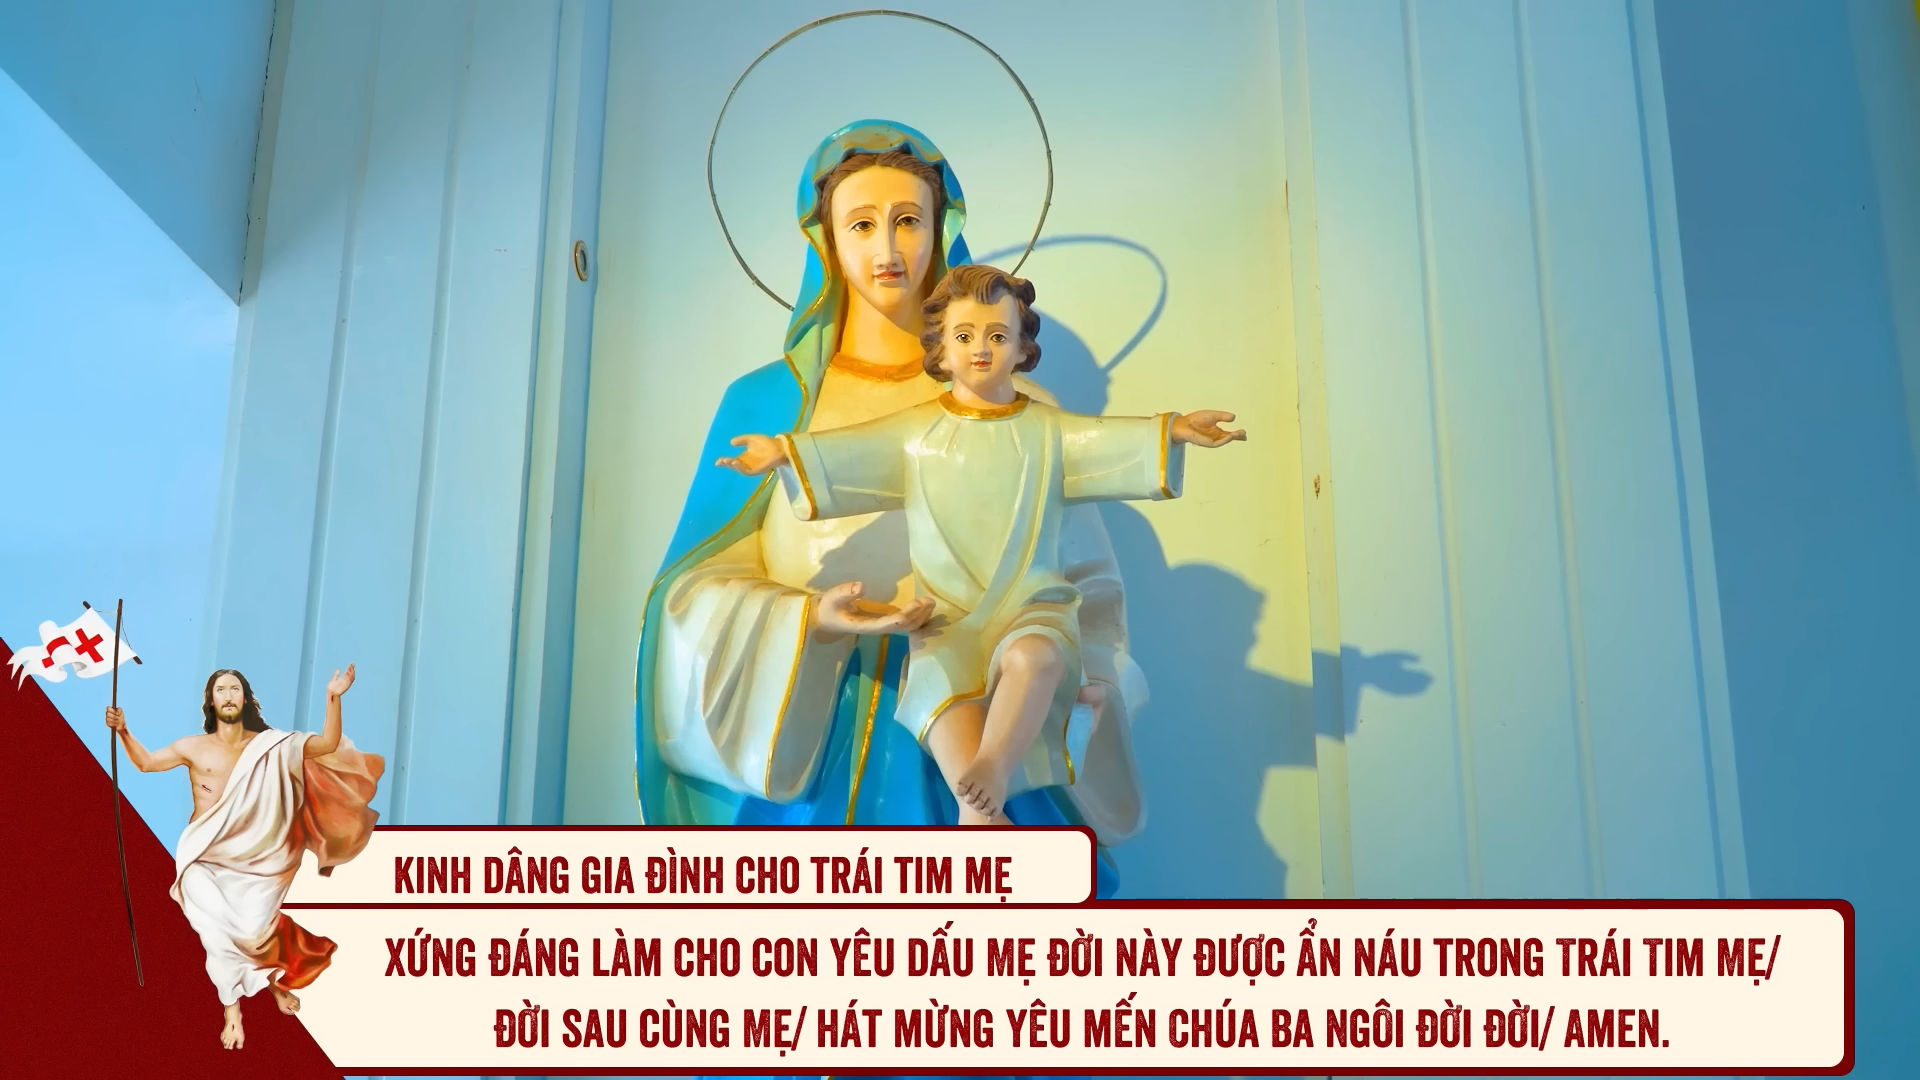 KINH DÂNG GIA ĐÌNH CHO TRÁI TIM MẸ
XỨNG ĐÁNG LÀM CHO CON YÊU DẤU MẸ ĐỜI NÀY ĐƯỢC ẨN NÁU TRONG TRÁI TIM MẸ/
ĐỜI SAU CÙNG MẸ/ HÁT MỪNG YÊU MẾN CHÚA BA NGÔI ĐỜI ĐỜI/ AMEN.